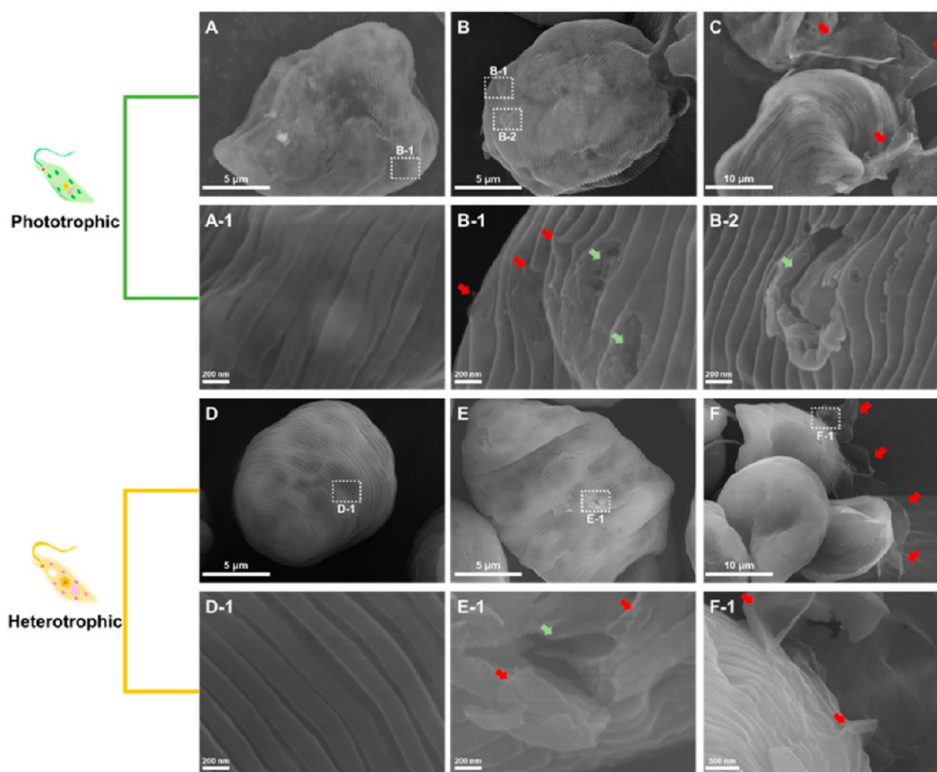 A
B
C
B-1
B-2
B-1
5 µm
5 µm
10 µm
Phototrophic
A-1
B-1
B-2
200 nm
200 nm
200 nm
D
E
F
F-1
D-1
E-1
5 µm
5 µm
10 µm
Heterotrophic
D-1
E-1
F-1
200 nm
200 nm
500 nm